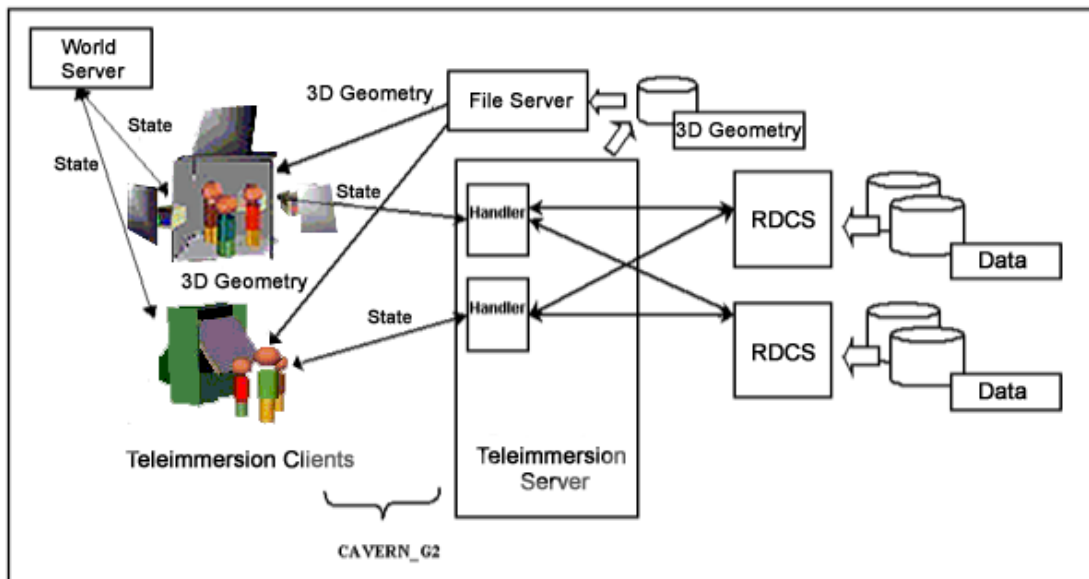 World
Server
3D Geometry
File Server
3D Geometry
State
State
State
Handler
RDCS
Data
3D Geometry
State
Handler
RDCS
Data
Teleimmersion Clients
Teleimmersion
Server
CAVERN_G2